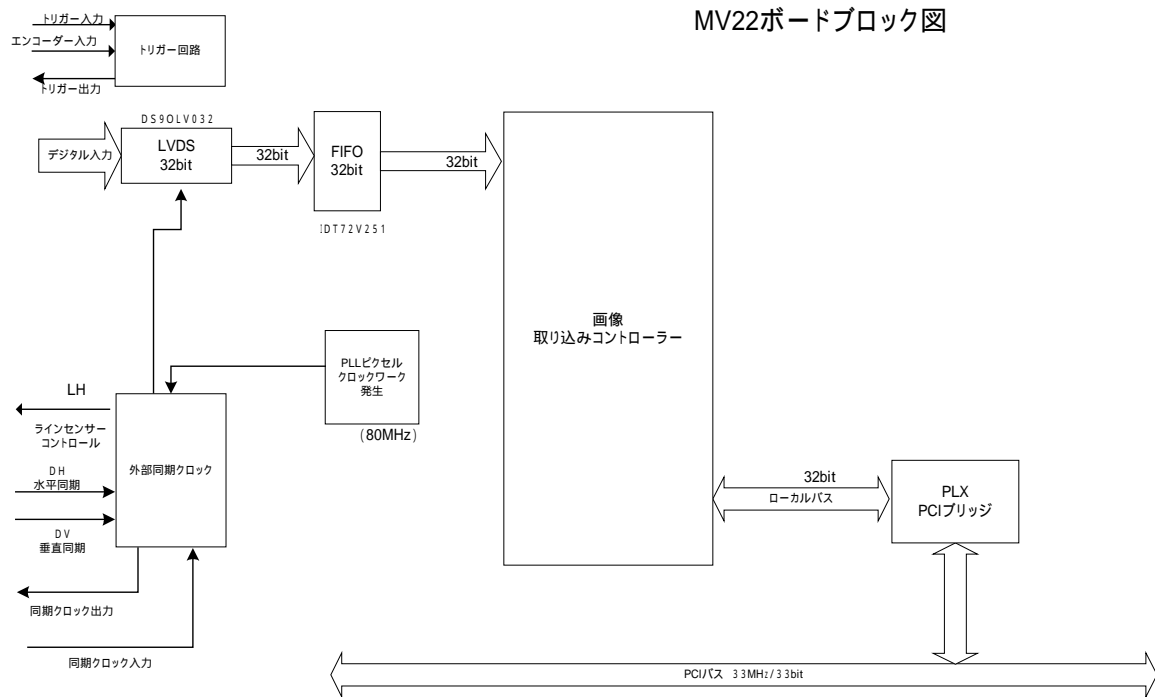 MV22ボードブロック図
トリガー入力
エンコーダー入力
トリガー回路
トリガー出力
DS90LV032
デジタル入力
LVDS
32bit
32bit
FIFO
32bit
32bit
IDT72V251
画像
取り込みコントローラー
PLLピクセル
クロックワーク
発生
(80MHz)
LH
ラインセンサー
コントロール
外部同期クロック
DH
水平同期
DV
垂直同期
同期クロック出力
同期クロック入力
32bit
ローカルバス
PLX
PCIブリッジ
PCIバス 33MHz/33bit